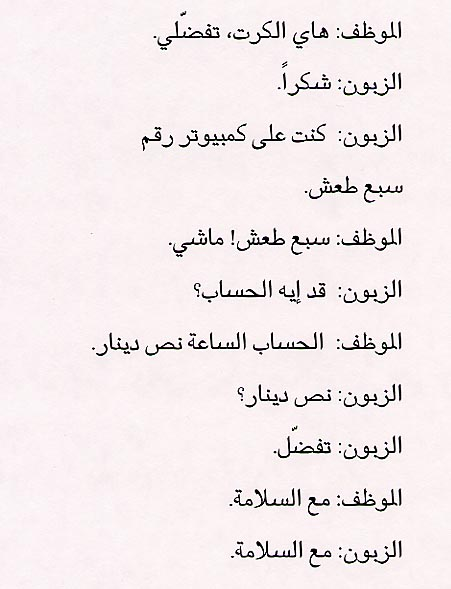 الموظف: هاي الكرت، تفضّلي.
الزبون: شكراً.
الزبون: كنت على كمبيوتر رقم
سبع طعش.
الموظف: سبع طعش! ماشي.
الزبون: قد إيه الحساب؟
الموظف: الحساب الساعة نص دينار.
الزبون: نص دينار؟
الزبون: تفضّل.
الموظف: مع السلامة.
الزبون: مع السلامة.